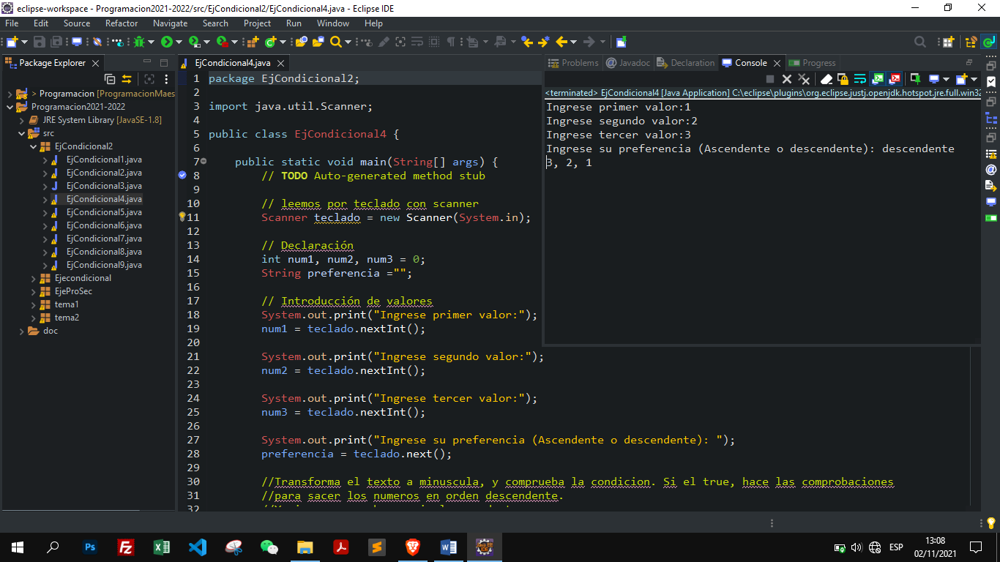 eclipse-workspace - Programacion2021-2022/src/EjCondicional2/EjCondicional4.java - Eclipse IDE
File Edit Source Refactor Navigate Search Project Run Window Help
Package Explorer
> Programacion [ProgramacionMaes
Programacion2021-2022
JRE System Library [JavaSE-1.8]
src
EjCondicional2
EjCondicional1.java
EjCondicional2.java
EjCondicional3.java
EjCondicional4.java
EjCondicional5.java
EjCondicional6.java
EjCondicional7.java
EjCondicional8.java
EjCondicional9.java
Ejecondicional
EjeProSec
tema1
tema2
doc
EjCondicional4.java
1 package EjCondicional2;
2
3 import java.util.Scanner;
4
5 public class EjCondicional4 {
6
7 public static void main(String[] args) {
8 // TODO Auto-generated method stub
9
10 // leemos por teclado con scanner
11 Scanner teclado = new Scanner(System.in);
12
13 // Declaración
14 int num1, num2, num3 = 0;
15 String preferencia ="";
16
17 // Introducción de valores
18 System.out.print("Ingrese primer valor:");
19 num1 = teclado.nextInt();
20
21 System.out.print("Ingrese segundo valor:");
22 num2 = teclado.nextInt();
23
24 System.out.print("Ingrese tercer valor:");
25 num3 = teclado.nextInt();
26
27 System.out.print("Ingrese su preferencia (Ascendente o descendente): ");
28 preferencia = teclado.next();
29
30 //Transforma el texto a minuscula, y comprueba la condicion. Si el true, hace las comprobaciones
31 //para sacer los numeros en orden descendente.
32
Problems Javadoc Declaration Console Progress
<terminated> EjCondicional4 [Java Application] C:\eclipse\plugins\org.eclipse.justj.openjdk.hotspot.jre.full.win32
Ingrese primer valor:1
Ingrese segundo valor:2
Ingrese tercer valor:3
Ingrese su preferencia (Ascendente o descendente): descendente
3, 2, 1
ESP
13:08
02/11/2021